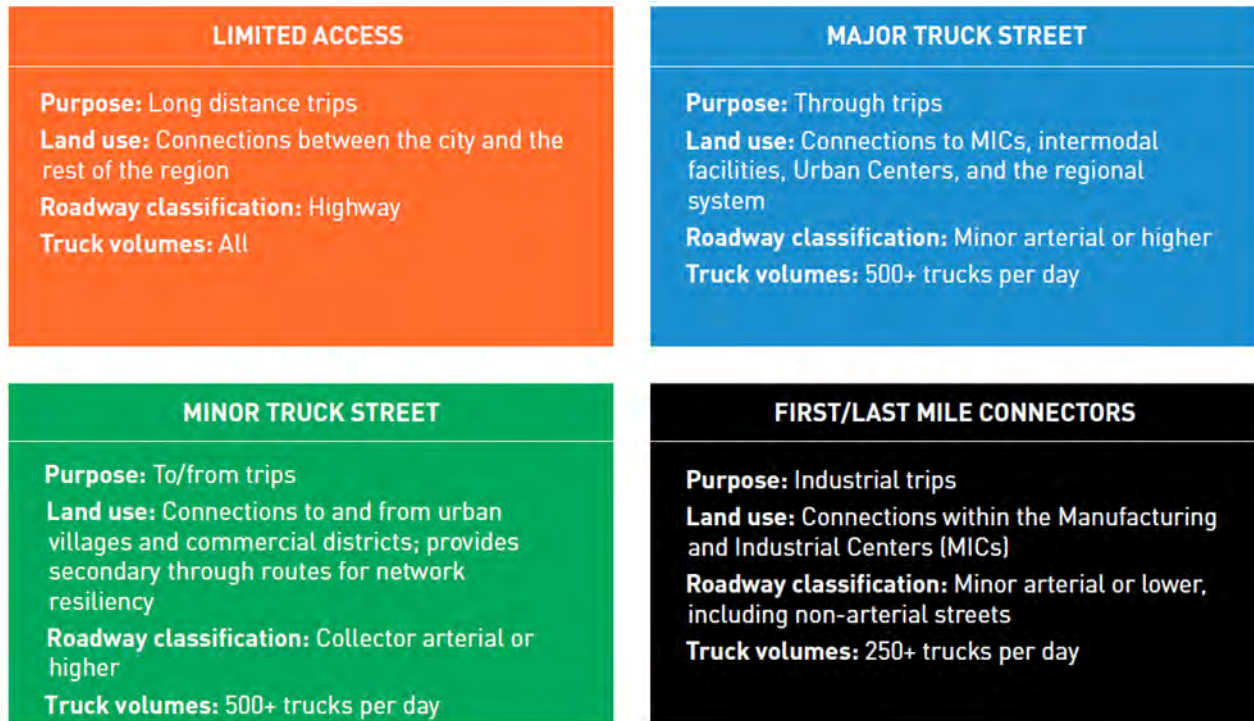 LIMITED ACCESS
Purpose: Long distance trips
Land use: Connections between the city and the
rest of the region
Roadway classification: Highway
Truck volumes: All
MAJOR TRUCK STREET
Purpose: Through trips
Land use: Connections to MICs, intermodal
facilities, Urban Centers, and the regional
system
Roadway classification: Minor arterial or higher
Truck volumes: 500+ trucks per day
MINOR TRUCK STREET
Purpose: To/from trips
Land use: Connections to and from urban
villages and commercial districts; provides
secondary through routes for network
resiliency
Roadway classification: Collector arterial or
higher
Truck volumes: 500+ trucks per day
FIRST/LAST MILE CONNECTORS
Purpose: Industrial trips
Land use: Connections within the Manufacturing
and Industrial Centers (MICs)
Roadway classification: Minor arterial or lower,
including non-arterial streets
Truck volumes: 250+ trucks per day